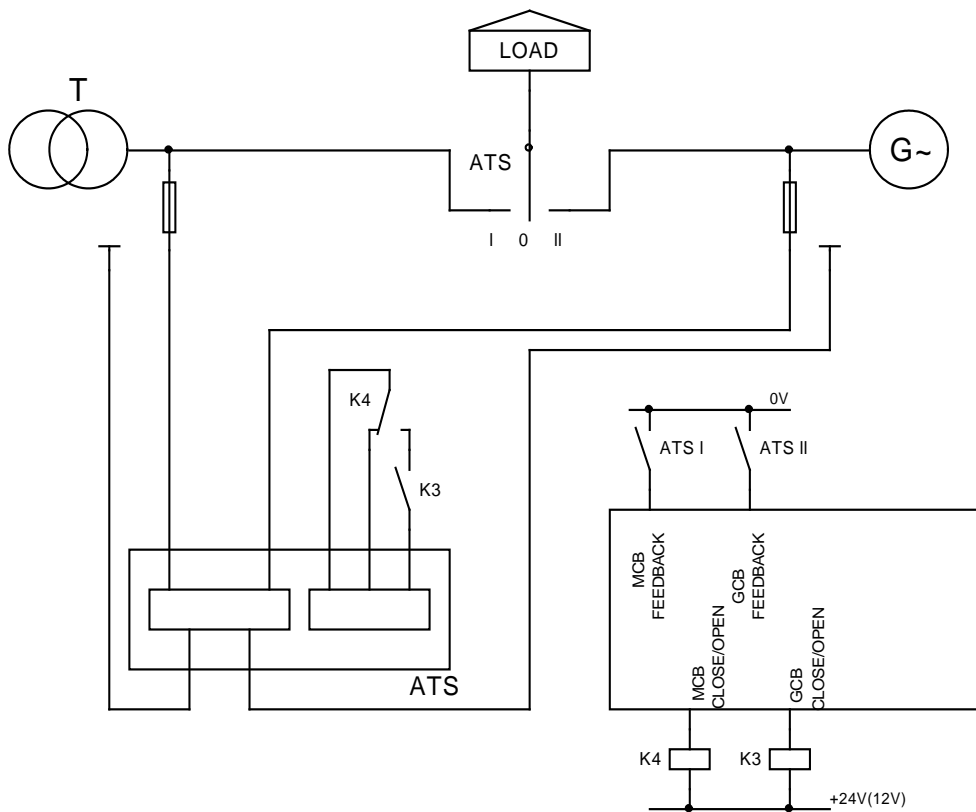 LOAD
T
ATS
G~
I 0 II
K4
0V
ATS I
ATS II
K3
MCB
FEEDBACK
GCB
FEEDBACK
ATS
MCB
CLOSE/OPEN
GCB
CLOSE/OPEN
K4
K3
+24V(12V)